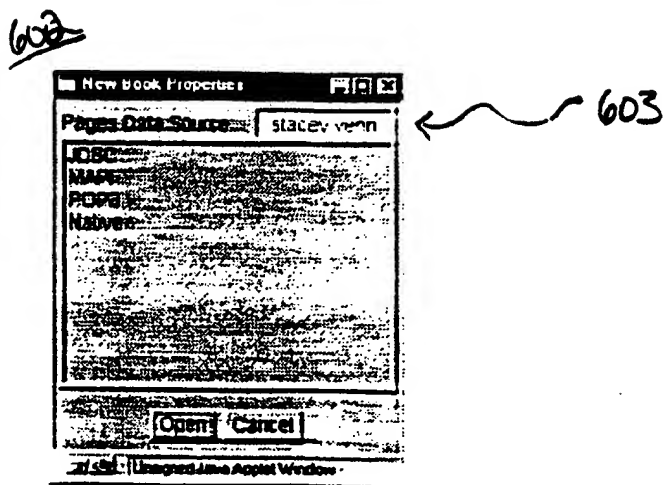 602
New Book Properties
Pages Data Source: stacey venn
603
JDBC
MAPI
POP3
Native
Open Cancel
Unsigned Java Applet Window